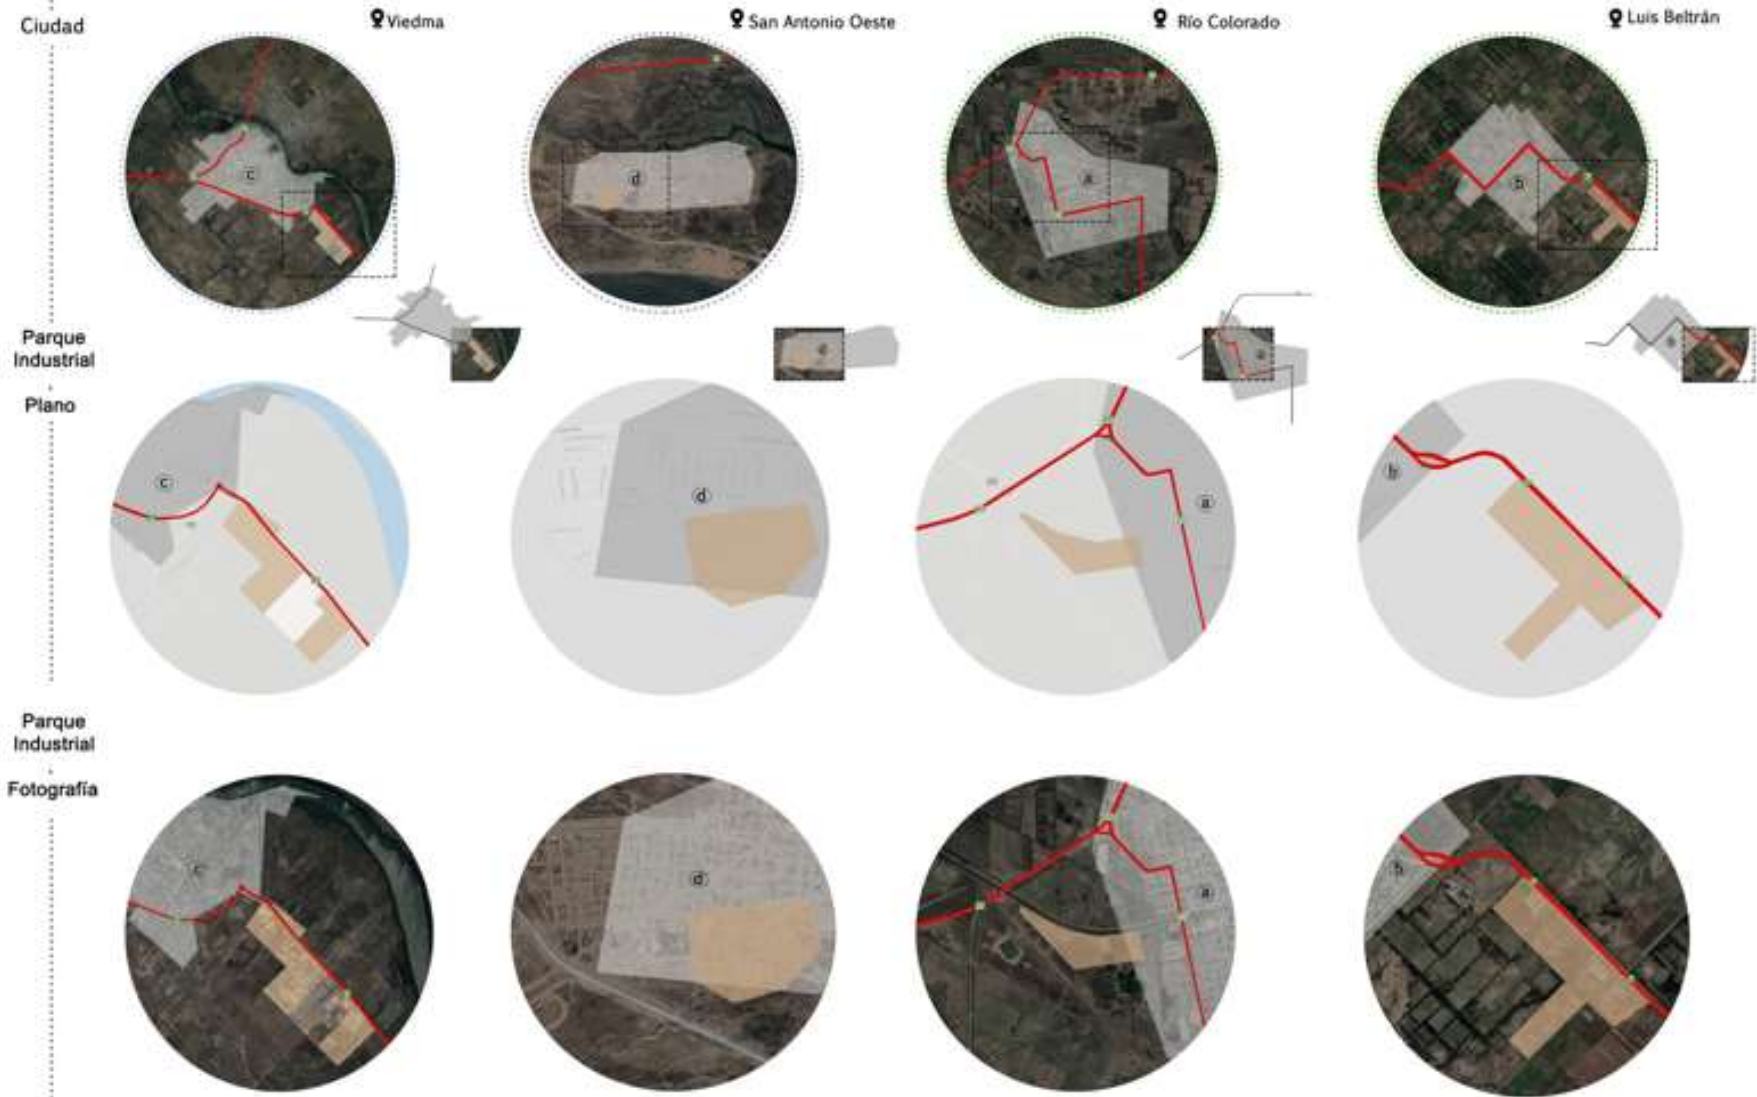 Ciudad
Viedma
San Antonio Oeste
Río Colorado
Luis Beltrán
c
d
a
b
Parque
Industrial
Plano
c
d
a
b
Parque
Industrial
Fotografía
c
d
a
b